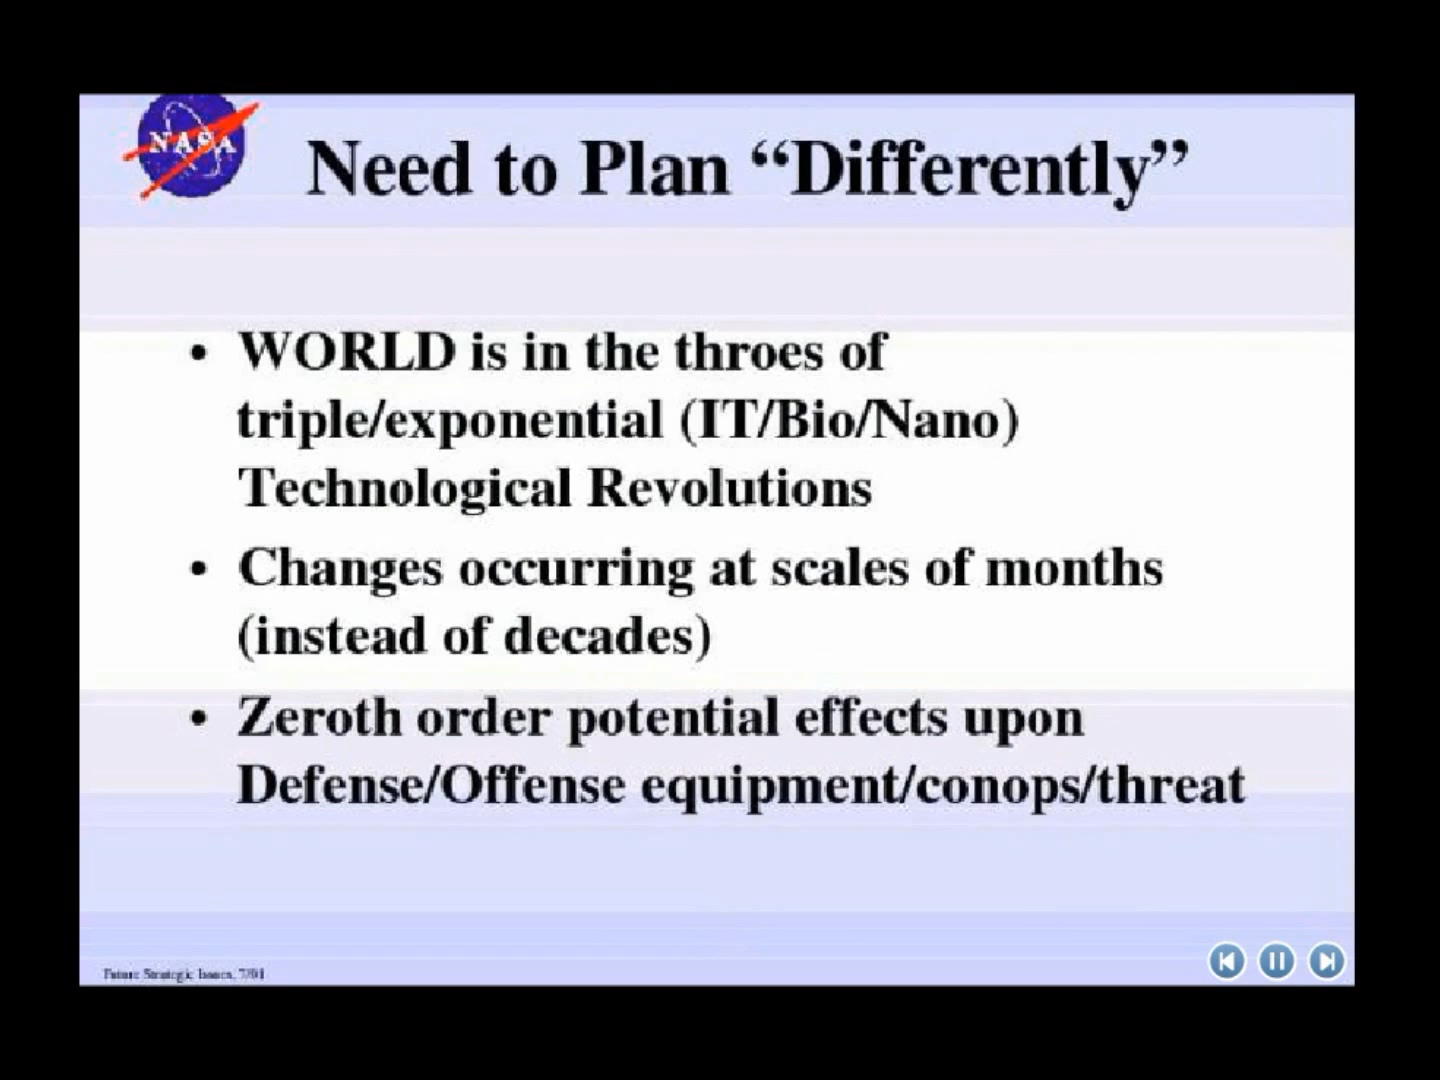 NASA
Need to Plan “Differently”
• WORLD is in the throes of
triple/exponential (IT/Bio/Nano)
Technological Revolutions
• Changes occurring at scales of months
(instead of decades)
• Zeroth order potential effects upon
Defense/Offense equipment/conops/threat
Future Strategic Issues, 7/01